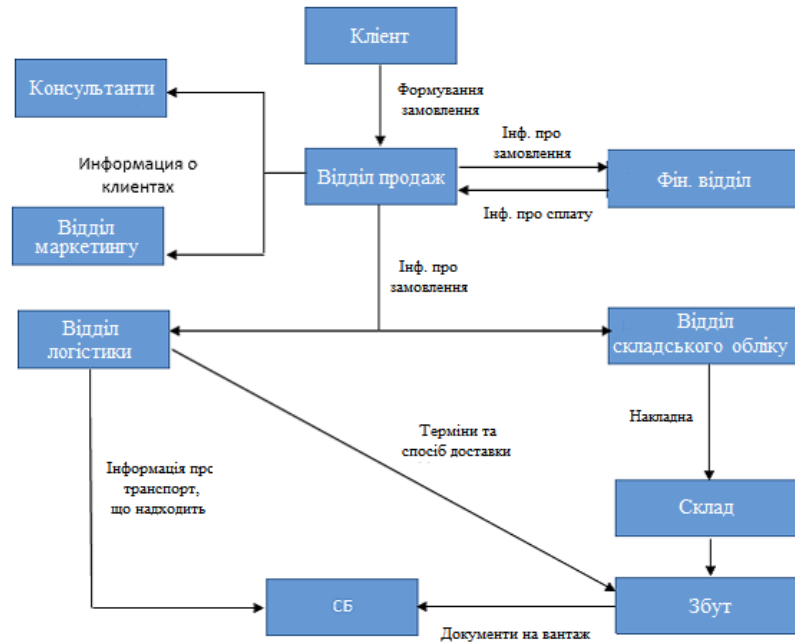 Кліент
Консультанти
Формування
замовлення
Інф. про
замовлення
Информация о
клиентах
Відділ продаж
Фін. відділ
Інф. про сплату
Відділ
маркетингу
Інф. про
замовлення
Відділ
логістики
Відділ
складського обліку
Терміни та
спосіб доставки
Накладна
Інформація про
транспорт,
що надходить
Склад
СБ
Збут
Документи на вантаж